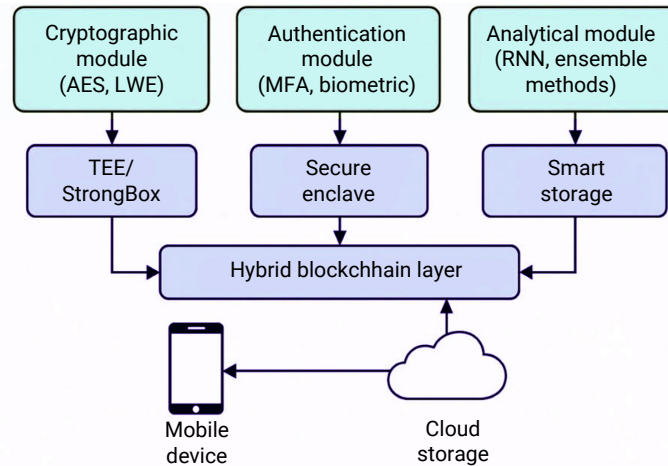 Cryptographic
module
(AES, LWE)
Authentication
module
(MFA, biometric)
Analytical module
(RNN, ensemble
methods)
TEE/
StrongBox
Secure
enclave
Smart
storage
Hybrid blockchhain layer
Mobile
device
Cloud
storage